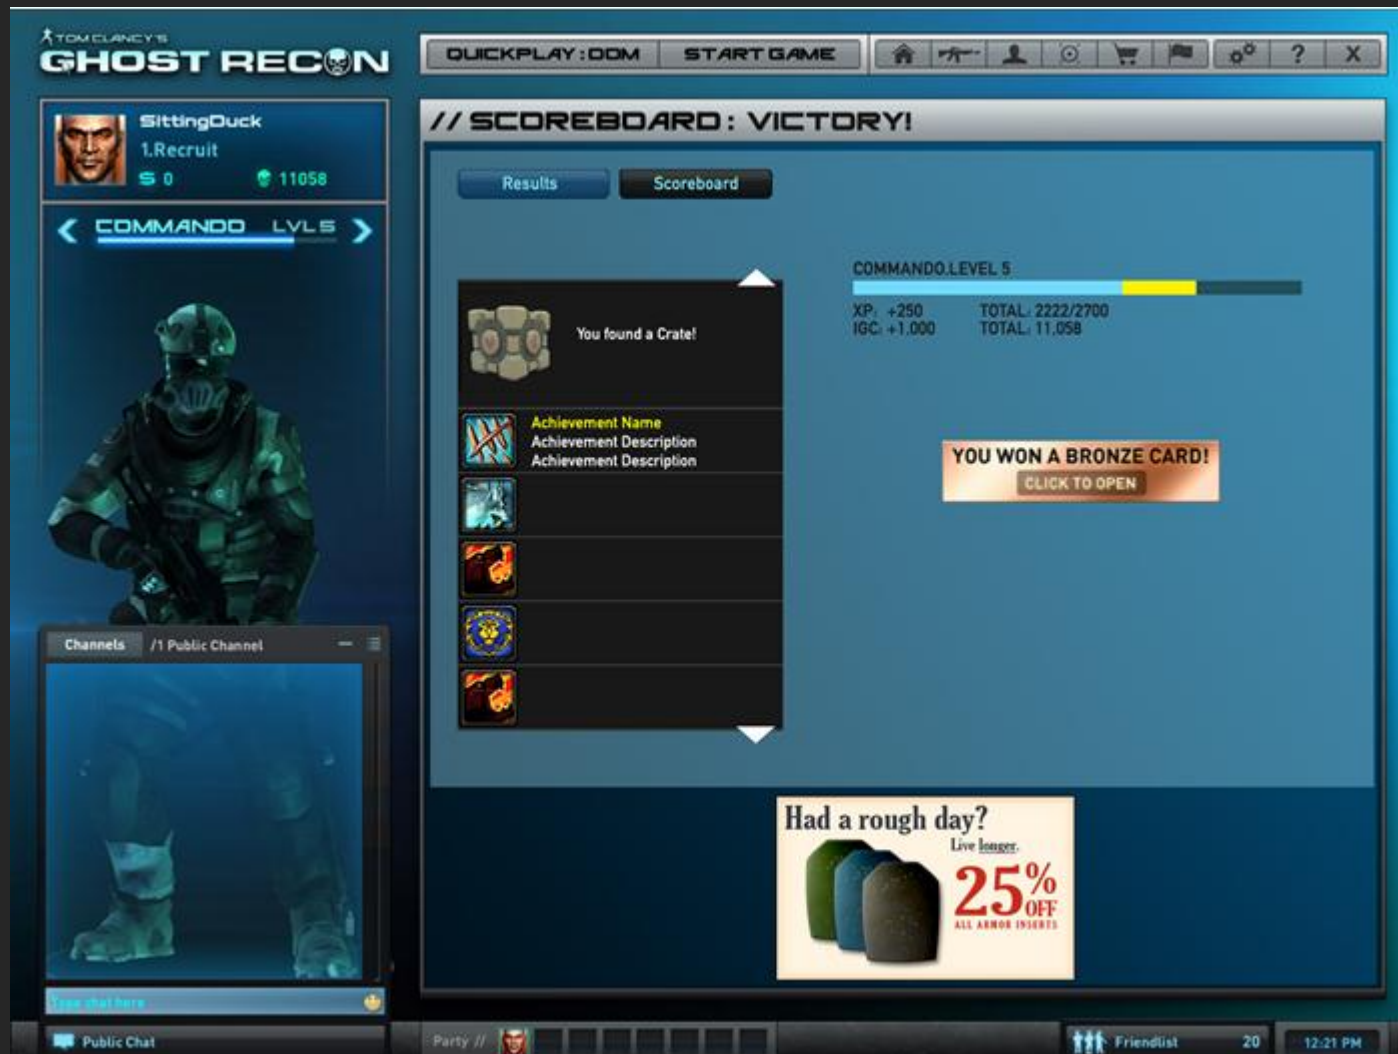 TOM CLANCY'S
GHOST RECON
QUICKPLAY:DDM
START GAME
?
X
SittingDuck
1.Recruit
S 0
11058
COMMANDO LVL5
// SCOREBOARD: VICTORY!
Results
Scoreboard
You found a Crate!
Achievement Name
Achievement Description
Achievement Description
COMMANDO.LEVEL 5
XP: +250 TOTAL: 2222/2700
IGC: +1.000 TOTAL: 11,058
YOU WON A BRONZE CARD!
CLICK TO OPEN
Channels
/1 Public Channel
Type chat here
Public Chat
Had a rough day?
Live longer.
25% OFF
ALL ARMOR INSERTS
Party //
Friendlist 20
12:21 PM